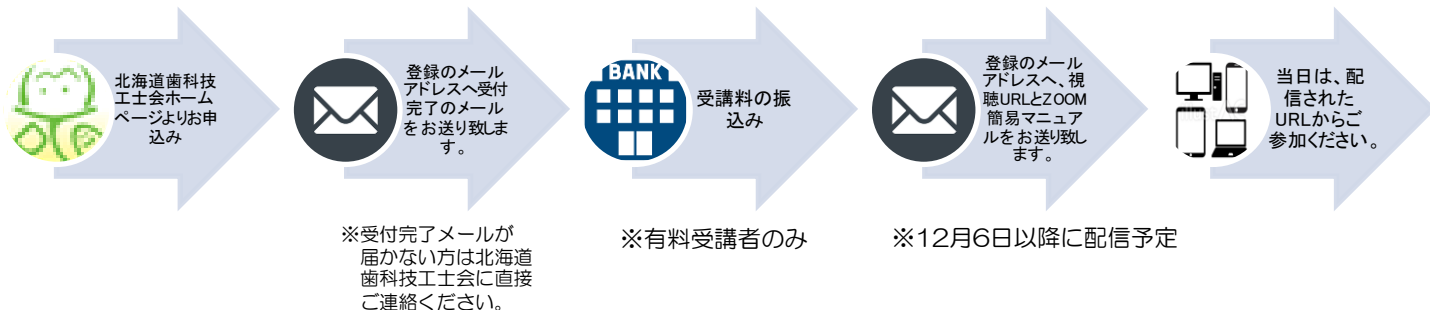 北海道歯科技
工士会ホーム
ページよりお申
込み
登録のメール
アドレスへ受付
完了のメール
をお送り致しま
す。
※受付完了メールが
届かない方は北海道
歯科技工士会に直接
ご連絡ください。
BANK
受講料の振
込み
※有料受講者のみ
登録のメール
アドレスへ、視
聴URLとZOOM
簡易マニュア
ルをお送り致し
ます。
※12月6日以降に配信予定
当日は、配
信された
URLからご
参加ください。